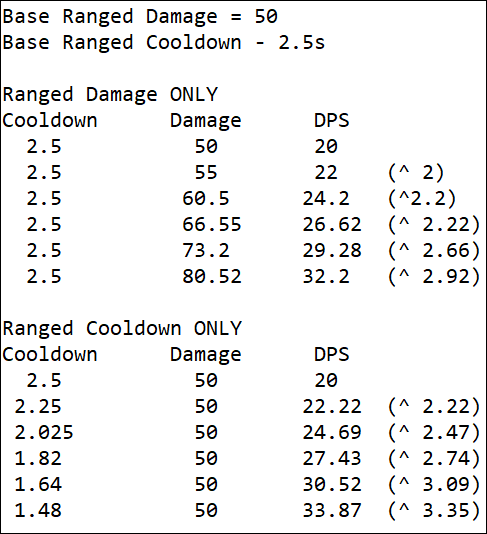 Base Ranged Damage = 50
Base Ranged Cooldown - 2.5s
Ranged Damage ONLY
Cooldown Damage DPS
2.5 50 20
2.5 55 22 (^ 2)
2.5 60.5 24.2 (^2.2)
2.5 66.55 26.62 (^ 2.22)
2.5 73.2 29.28 (^ 2.66)
2.5 80.52 32.2 (^ 2.92)
Ranged Cooldown ONLY
Cooldown Damage DPS
2.5 50 20
2.25 50 22.22 (^ 2.22)
2.025 50 24.69 (^ 2.47)
1.82 50 27.43 (^ 2.74)
1.64 50 30.52 (^ 3.09)
1.48 50 33.87 (^ 3.35)